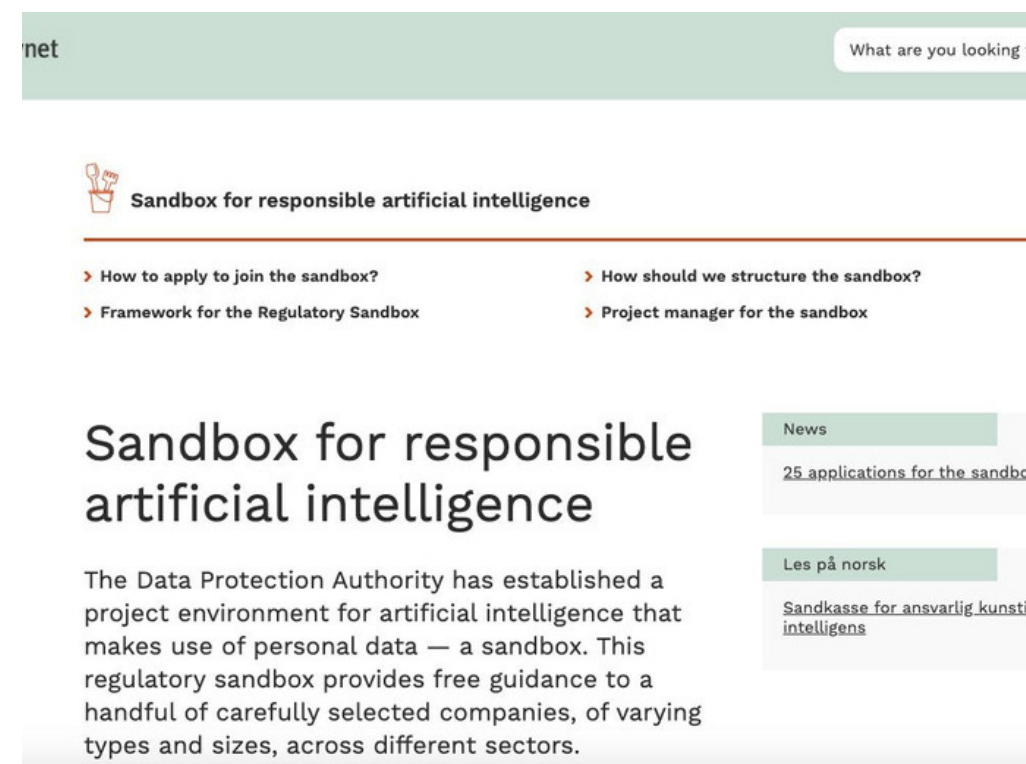 What are you looking
Sandbox for responsible artificial intelligence
How to apply to join the sandbox?
How should we structure the sandbox?
Framework for the Regulatory Sandbox
Project manager for the sandbox
Sandbox for responsible
artificial intelligence
The Data Protection Authority has established a
project environment for artificial intelligence that
makes use of personal data — a sandbox. This
regulatory sandbox provides free guidance to a
handful of carefully selected companies, of varying
types and sizes, across different sectors.
News
25 applications for the
Les på norsk
Sandkasse for ansvarlig
intelligens